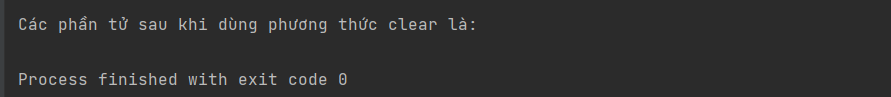 Các phần tử sau khi dùng phương thức clear là:
Process finished with exit code 0